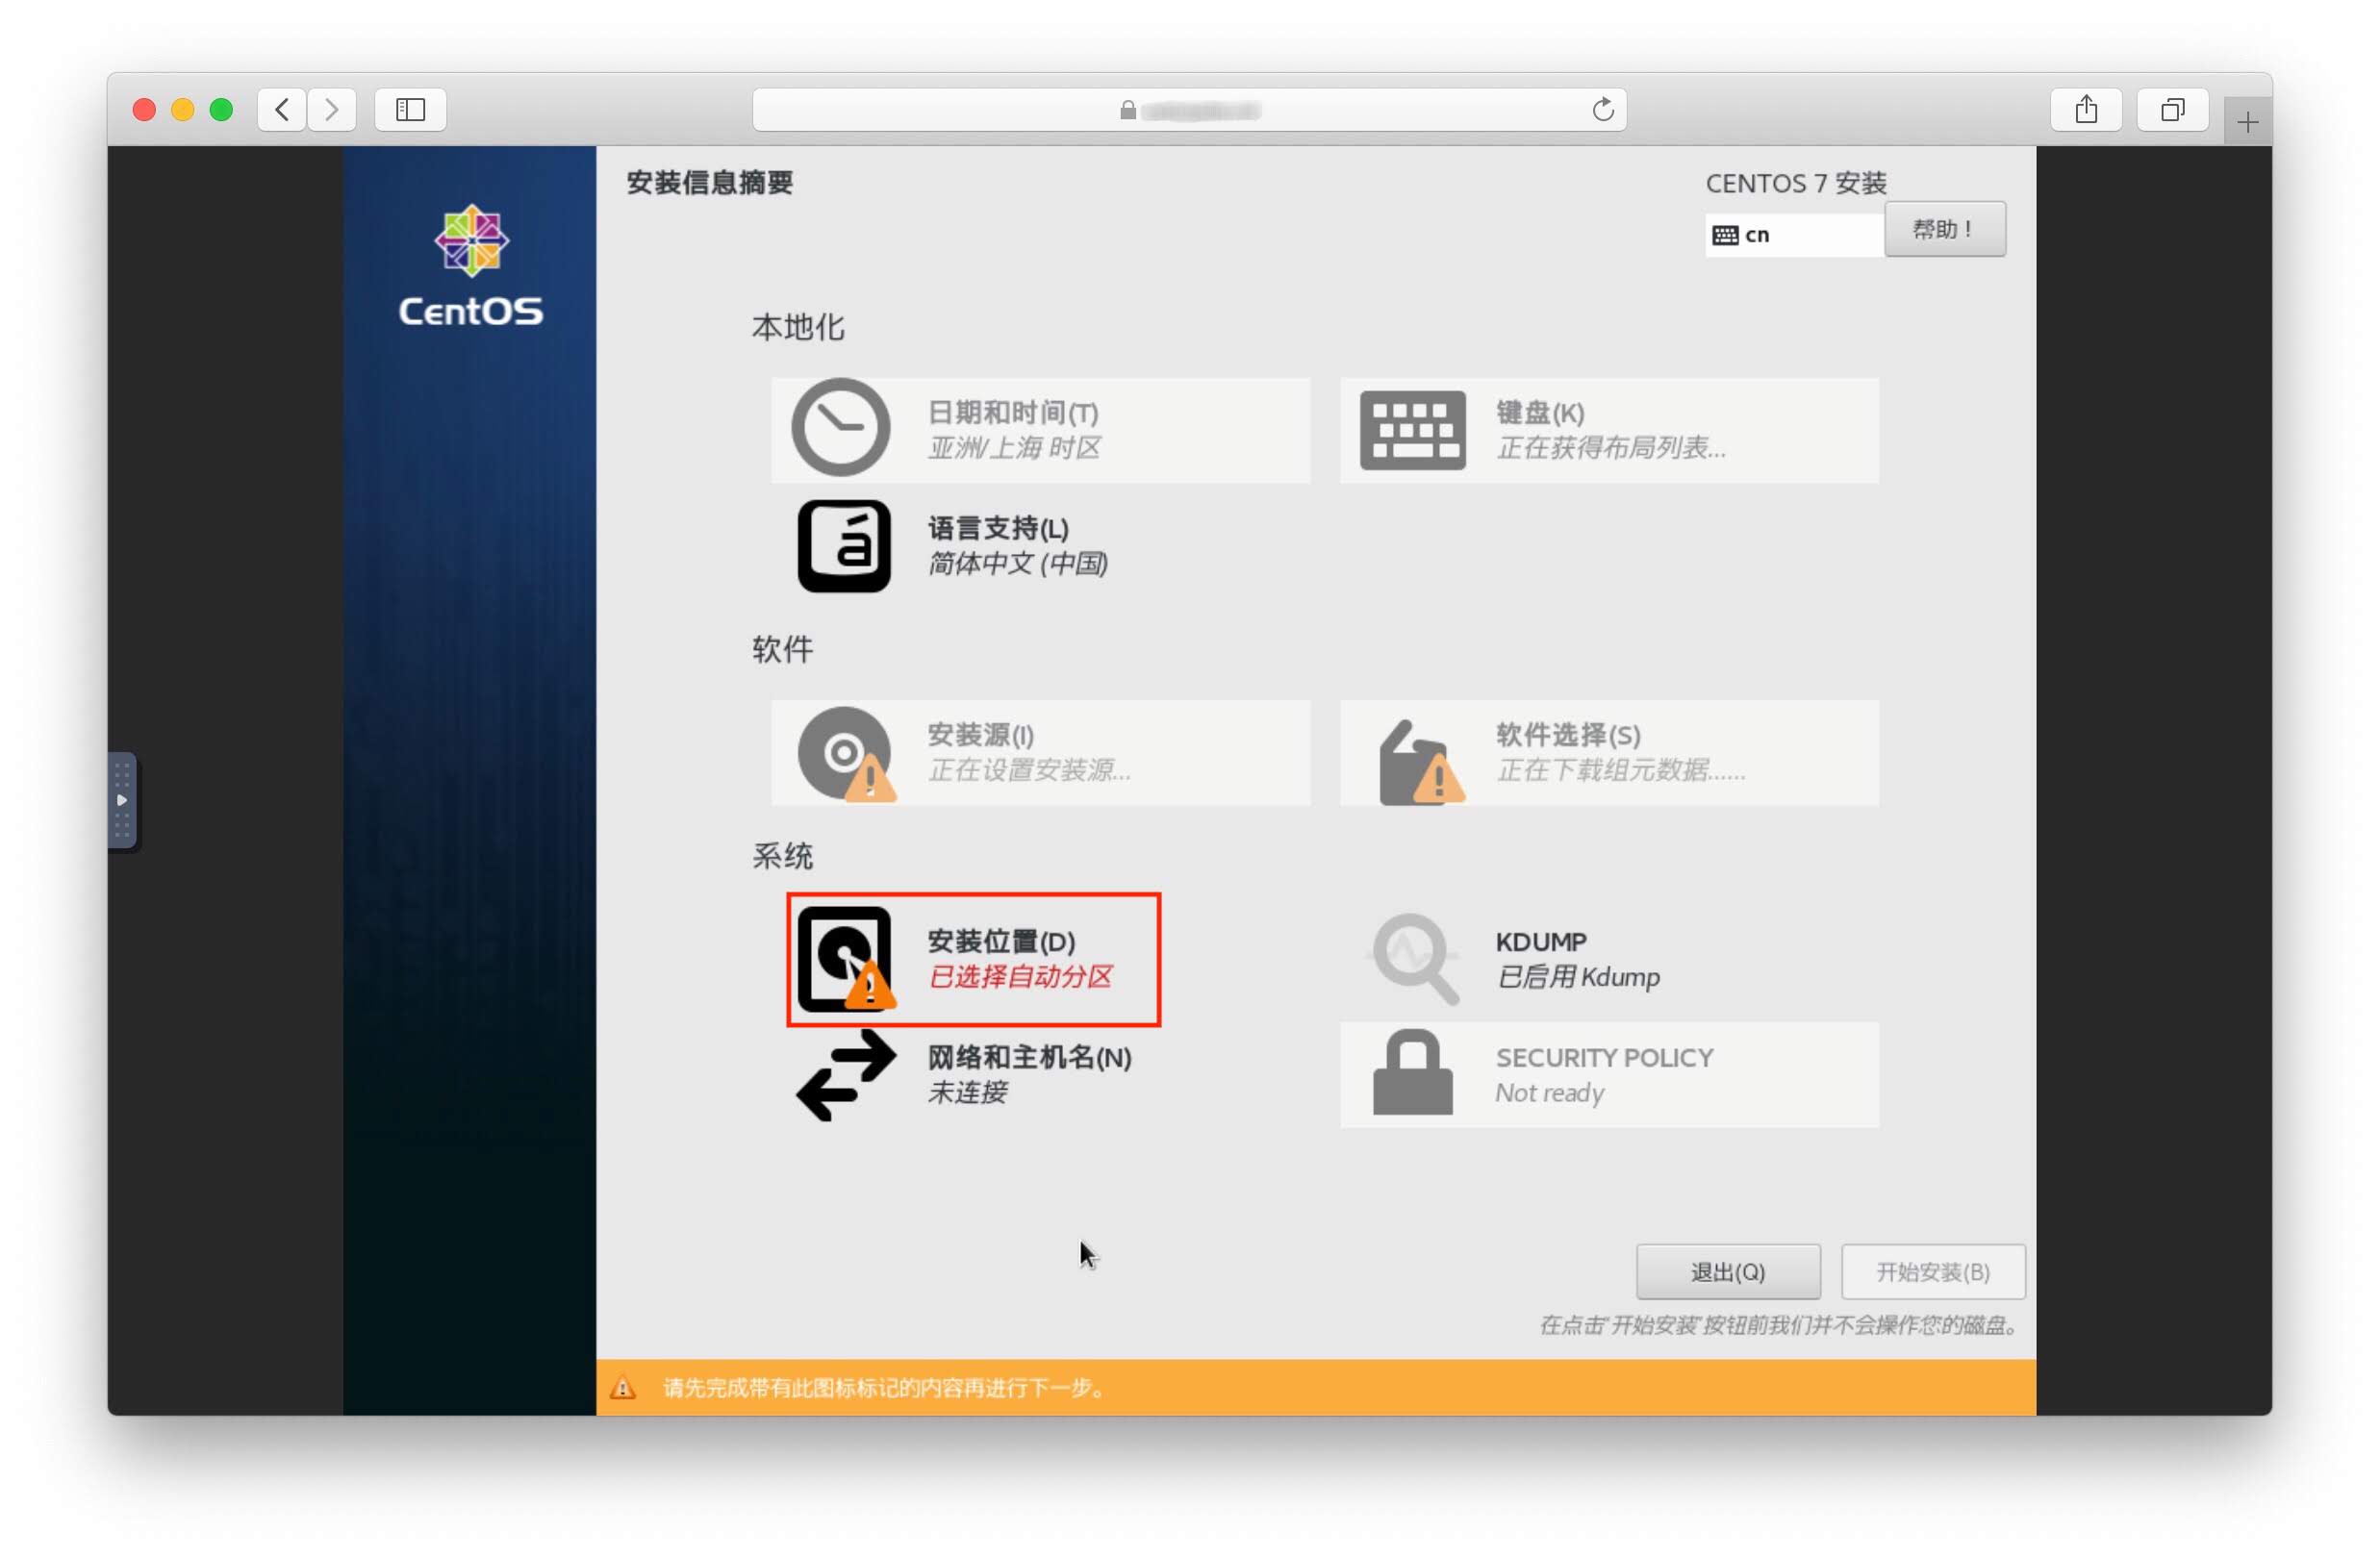 安装信息摘要
CENTOS 7 安装
cn
帮助！
CentOS
本地化
日期和时间(T)
亚洲/上海 时区
键盘(K)
正在获得布局列表...
语言支持(L)
简体中文 (中国)
软件
安装源(I)
正在设置安装源...
软件选择(S)
正在下载组元数据......
系统
安装位置(D)
已选择自动分区
KDUMP
已启用 Kdump
网络和主机名(N)
未连接
SECURITY POLICY
Not ready
退出(Q)
开始安装(B)
在点击“开始安装”按钮前我们并不会操作您的磁盘。
请先完成带有此图标标记的内容再进行下一步。